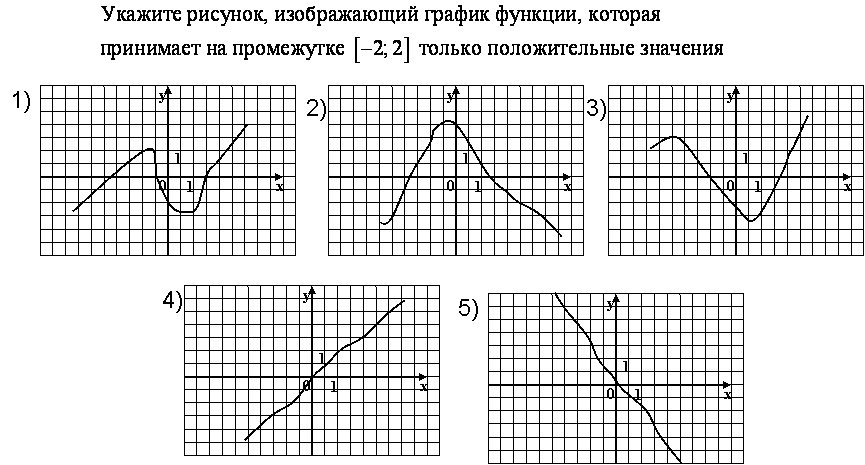 Укажите рисунок, изображающий график функции, которая
принимает на промежутке [−2; 2] только положительные значения
1) 2) 3)
y y y
1 1 1
0 1 x 0 1 x 0 1 x
4) 5)
y y
1 1
0 1 x 0 1 x